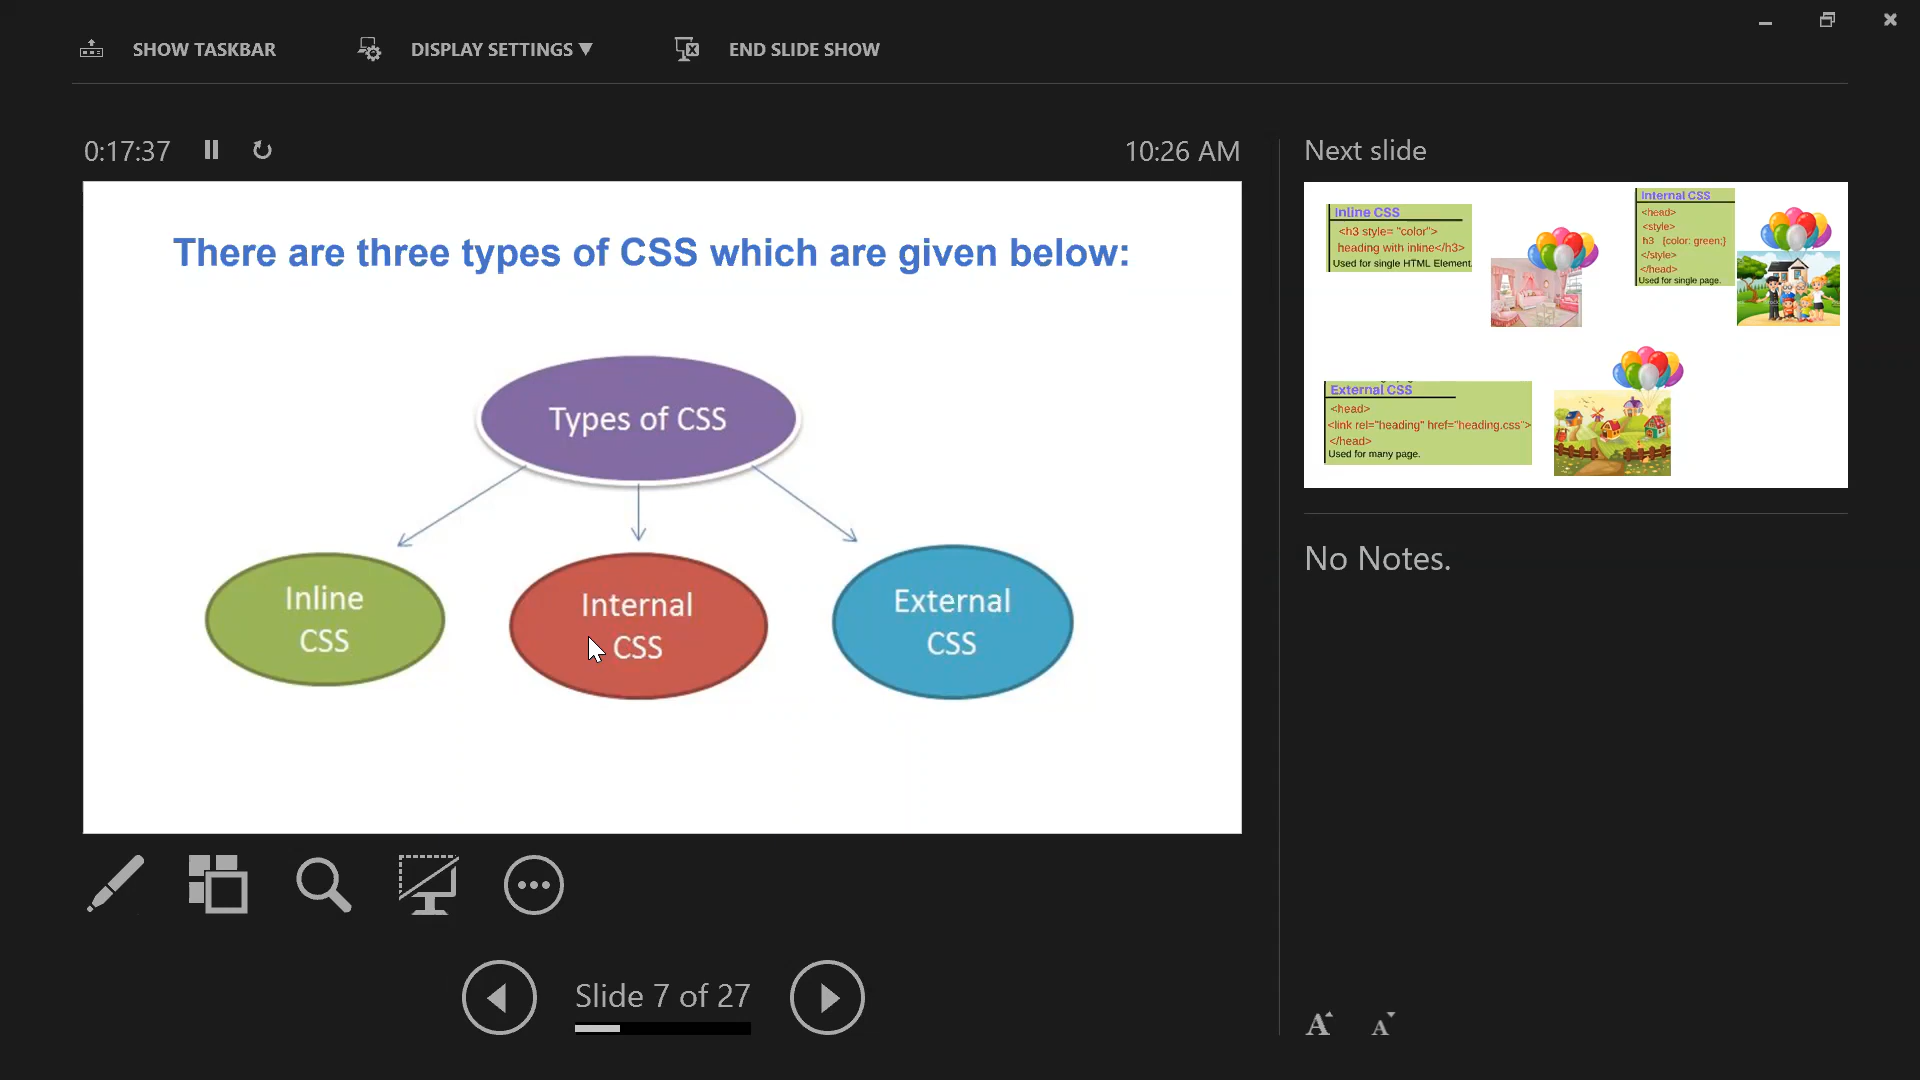 SHOW TASKBAR
DISPLAY SETTINGS ▼
END SLIDE SHOW
0:17:37
10:26 AM
There are three types of CSS which are given below:
Types of CSS
Inline
CSS
Internal
CSS
External
CSS
Slide 7 of 27
Next slide
Inline CSS
<h3 style= "color">
heading with inline</h3>
Used for single HTML Element.
Internal CSS
<head>
<style>
h3 {color: green;}
</style>
</head>
Used for single page.
External CSS
<head>
<link rel="heading" href="heading.css">
</head>
Used for many page.
No Notes.
A
A